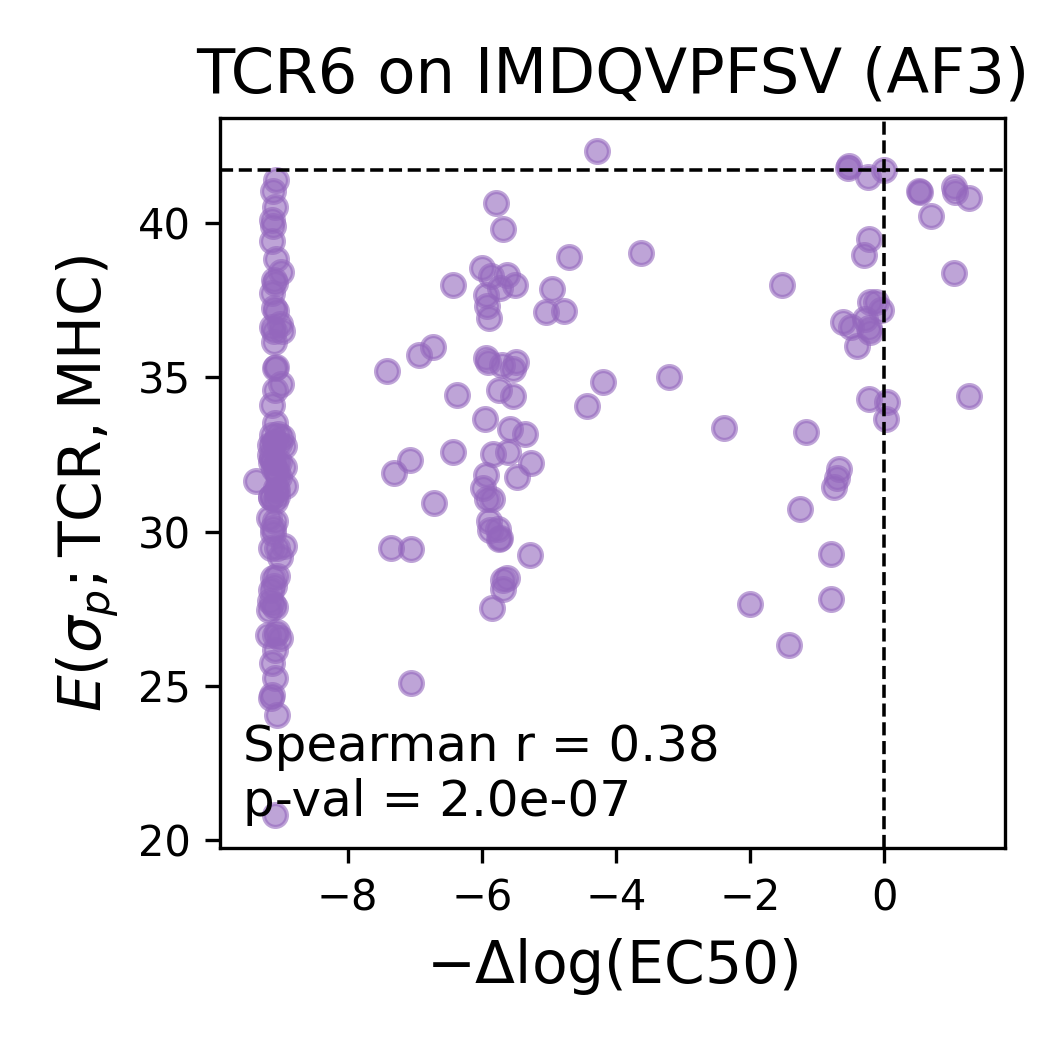 TCR6 on IMDQVPFSV (AF3)
E(σp; TCR, MHC)
40
35
30
25
20
Spearman r = 0.38
p-val = 2.0e-07
−8 −6 −4 −2 0
−Δlog(EC50)